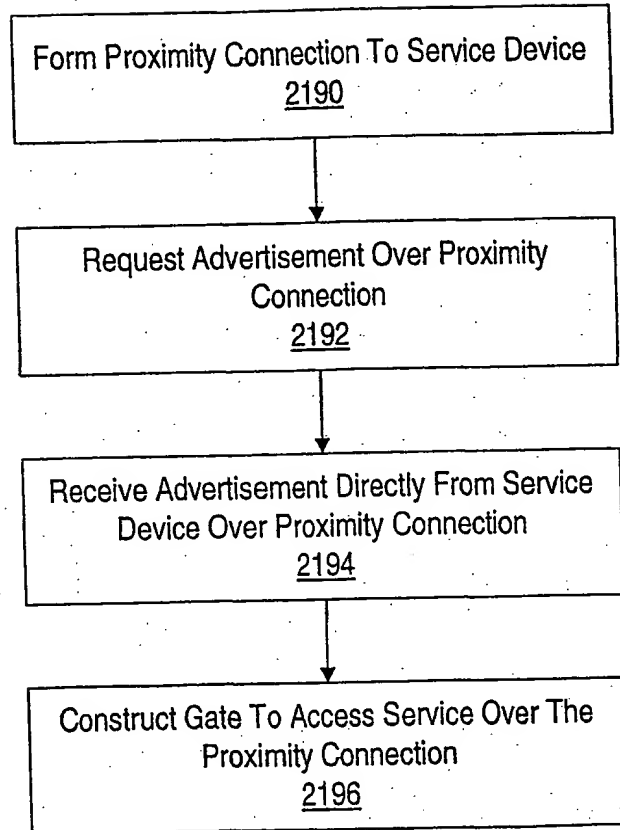 Form Proximity Connection To Service Device
2190
Request Advertisement Over Proximity
Connection
2192
Receive Advertisement Directly From Service
Device Over Proximity Connection
2194
Construct Gate To Access Service Over The
Proximity Connection
2196